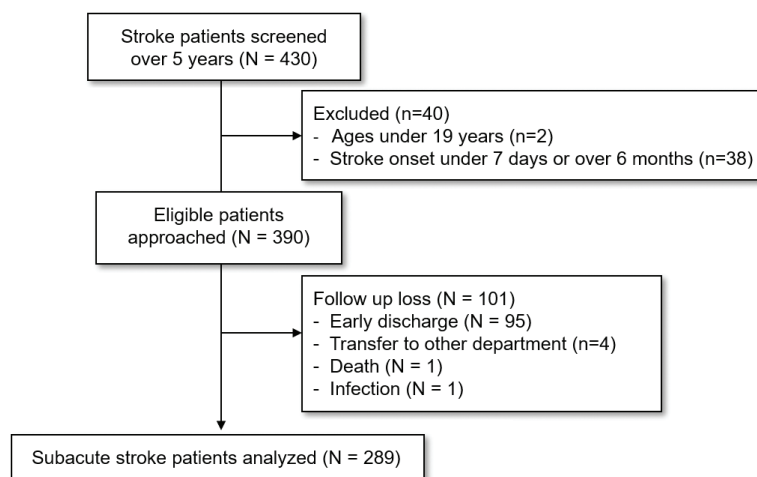 Stroke patients screened
over 5 years (N = 430)
Excluded (n=40)
- Ages under 19 years (n=2)
- Stroke onset under 7 days or over 6 months (n=38)
Eligible patients
approached (N = 390)
Follow up loss (N = 101)
- Early discharge (N = 95)
- Transfer to other department (n=4)
- Death (N = 1)
- Infection (N = 1)
Subacute stroke patients analyzed (N = 289)